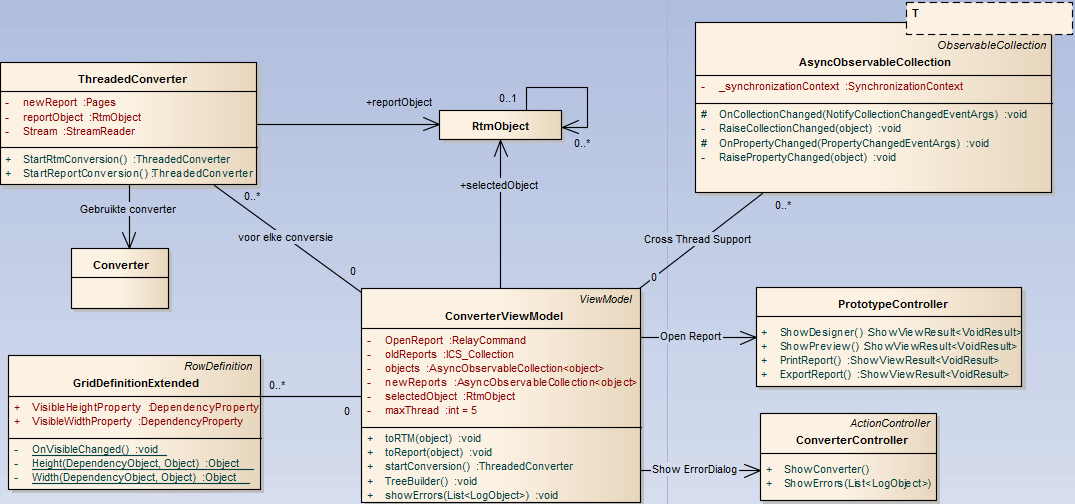 T
ObservableCollection
AsyncObservableCollection
- _synchronizationContext :SynchronizationContext
# OnCollectionChanged(NotifyCollectionChangedEventArgs) :void
- RaiseCollectionChanged(object) :void
# OnPropertyChanged(PropertyChangedEventArgs) :void
- RaisePropertyChanged(object) :void
ThreadedConverter
- newReport :Pages
- reportObject :RtmObject
- Stream :StreamReader
+ StartRtmConversion() :ThreadedConverter
+ StartReportConversion() :ThreadedConverter
+reportObject
0..1
RtmObject
0..*
+selectedObject
Gebruikte converter
Converter
0..*
voor elke conversie
0
0..*
Cross Thread Support
0
ViewModel
ConverterViewModel
- OpenReport :RelayCommand
- oldReports :ICS_Collection
- objects :AsyncObservableCollection<object>
- newReports :AsyncObservableCollection<object>
- selectedObject :RtmObject
- maxThread :int = 5
+ toRTM(object) :void
+ toReport(object) :void
+ startConversion() :ThreadedConverter
+ TreeBuilder() :void
+ showErrors(List<LogObject>) :void
Open Report
PrototypeController
+ ShowDesigner() :ShowViewResult<VoidResult>
+ ShowPreview() :ShowViewResult<VoidResult>
+ PrintReport() :ShowViewResult<VoidResult>
+ ExportReport() :ShowViewResult<VoidResult>
RowDefinition
GridDefinitionExtended
+ VisibleHeightProperty :DependencyProperty
+ VisibleWidthProperty :DependencyProperty
- OnVisibleChanged() :void
- Height(DependencyObject, Object) :Object
- Width(DependencyObject, Object) :Object
0..*
0
Show ErrorDialog
ActionController
ConverterController
+ ShowConverter()
+ ShowErrors(List<LogObject>)